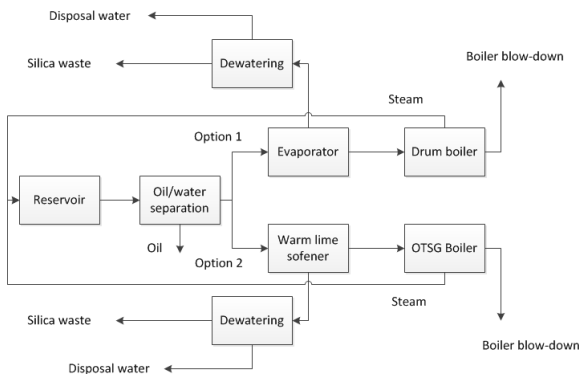 Disposal water
Silica waste
Dewatering
Boiler blow-down
Steam
Option 1
Evaporator
Drum boiler
Reservoir
Oil/water
separation
Oil
Option 2
Warm lime
sofener
OTSG Boiler
Steam
Silica waste
Dewatering
Boiler blow-down
Disposal water